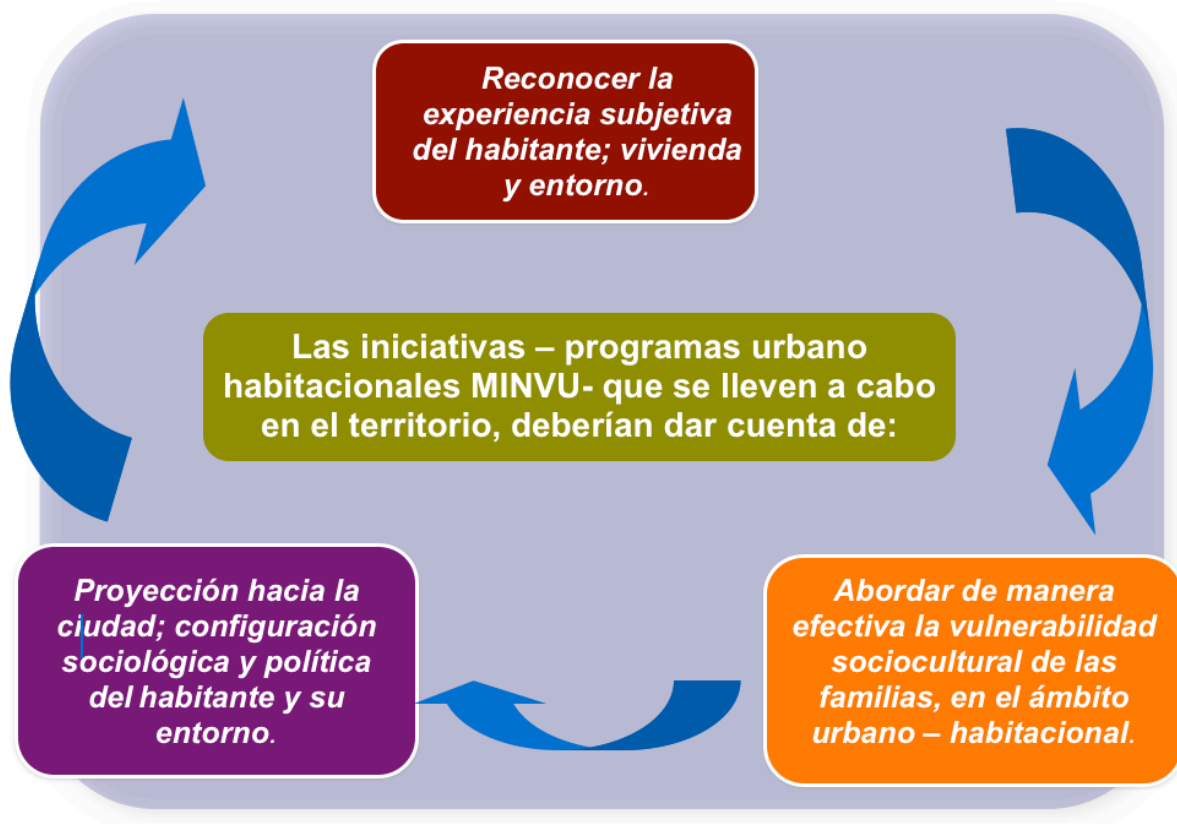 Reconocer la
experiencia subjetiva
del habitante; vivienda
y entorno.
Las iniciativas – programas urbano
habitacionales MINVU- que se lleven a cabo
en el territorio, deberían dar cuenta de:
Proyección hacia la
ciudad; configuración
sociológica y política
del habitante y su
entorno.
Abordar de manera
efectiva la vulnerabilidad
sociocultural de las
familias, en el ámbito
urbano – habitacional.